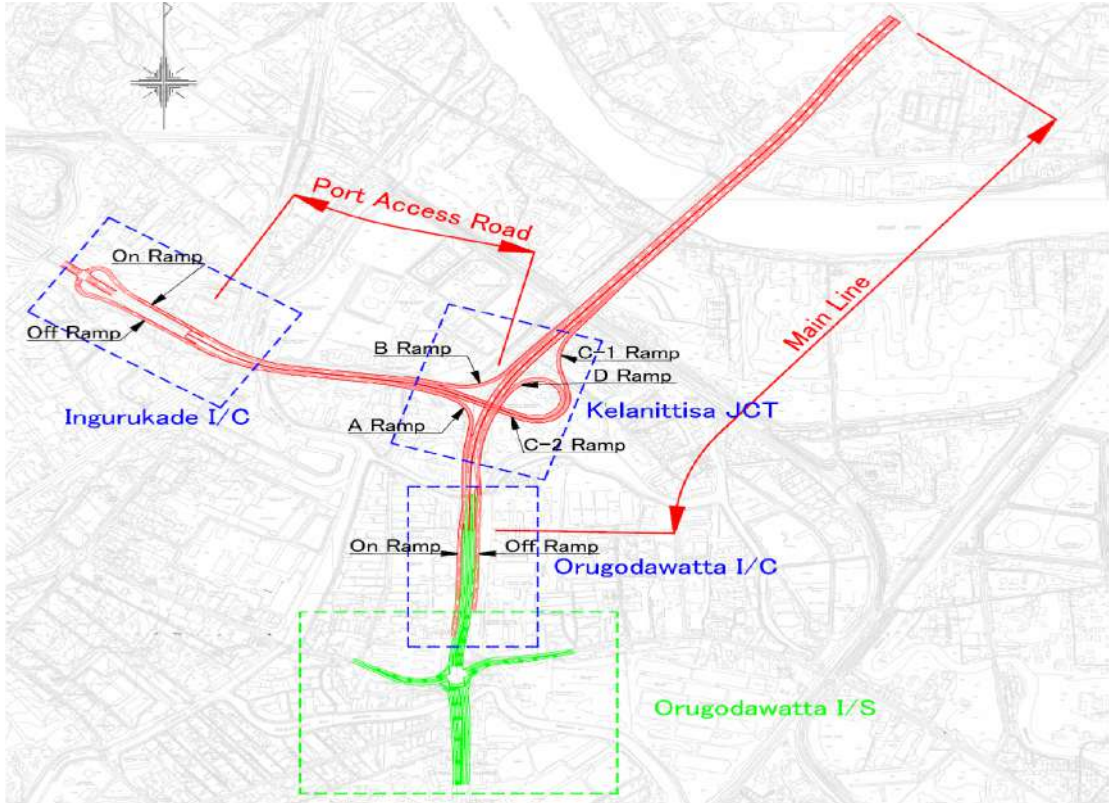 Port Access Road
On Ramp
Off Ramp
Ingurukade I/C
Main Line
B Ramp
C-1 Ramp
D Ramp
Kelanittisa JCT
A Ramp
C-2 Ramp
On Ramp
Off Ramp
Orugodawatta I/C
Orugodawatta I/S